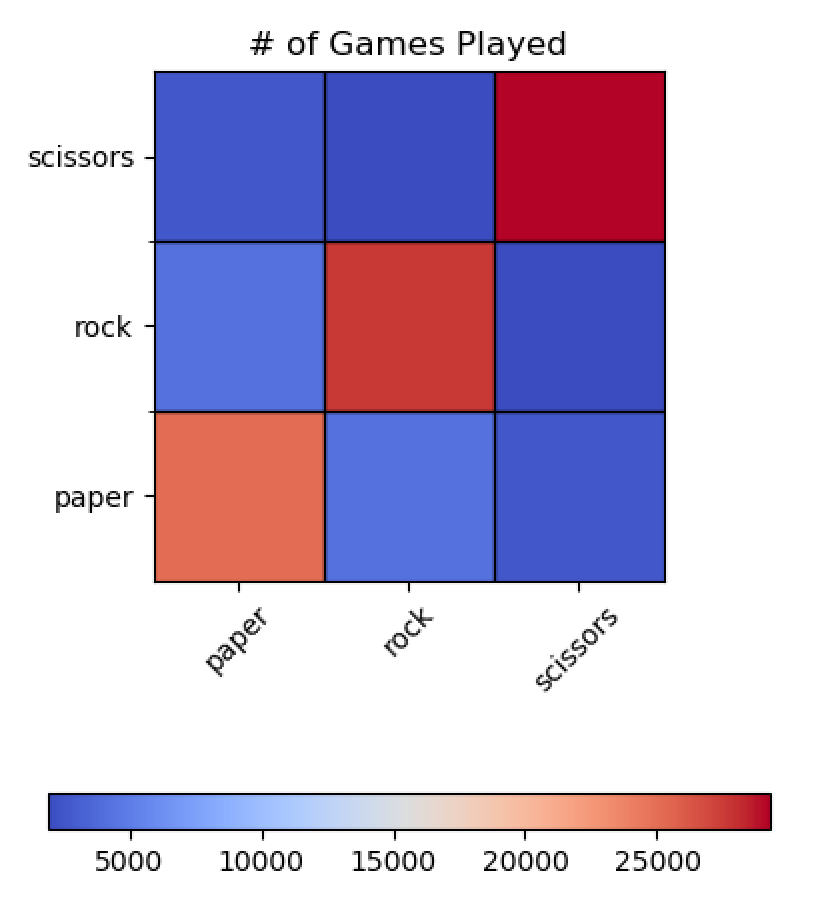 # of Games Played
scissors
rock
paper
paper
rock
scissors
5000
10000
15000
20000
25000